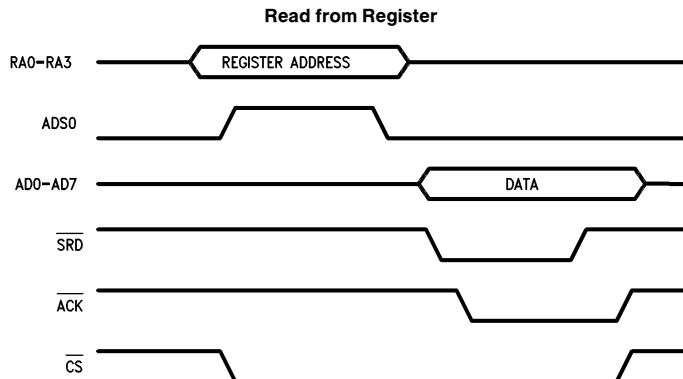 Read from Register
RA0–RA3
REGISTER ADDRESS
ADS0
AD0–AD7
DATA
SRD
ACK
CS